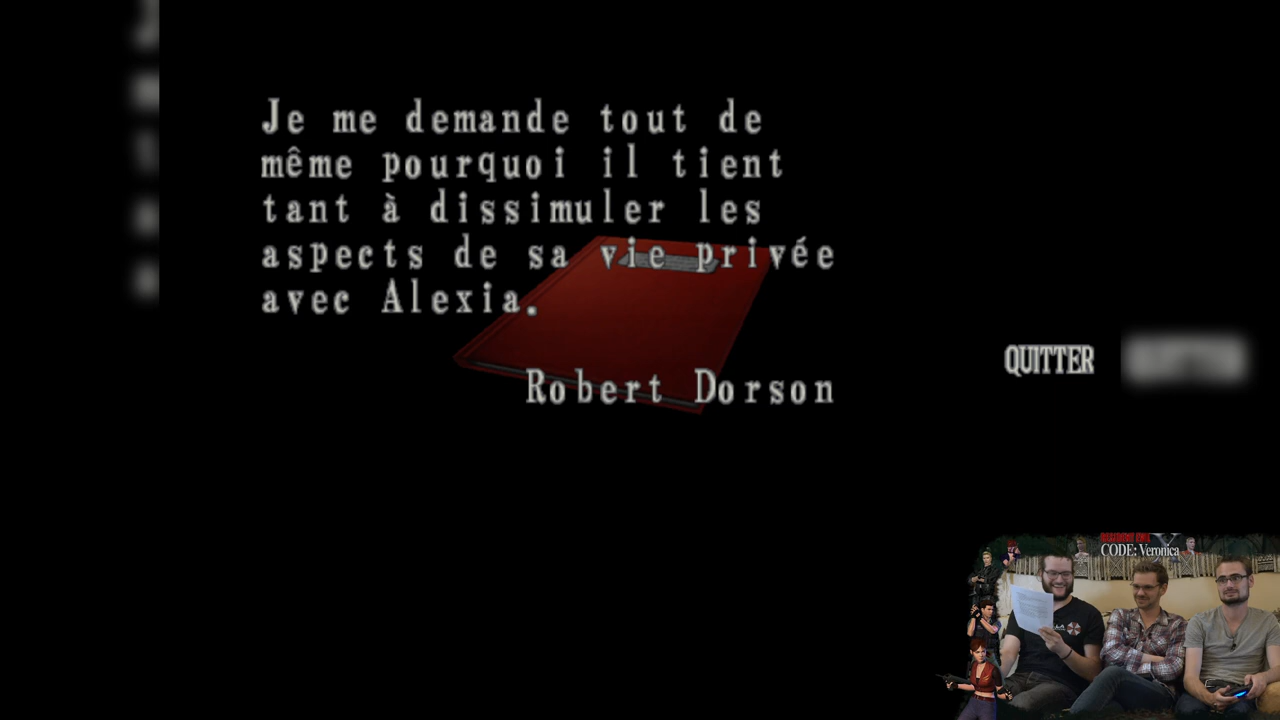 Je me demande tout de
même pourquoi il tient
tant à dissimuler les
aspects de sa vie privée
avec Alexia.
Robert Dorson
QUITTER
CODE: Veronica